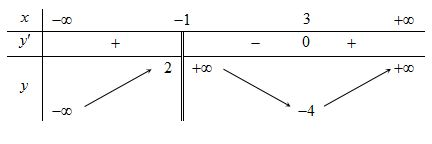 x −∞ −1 3 +∞
y' + − 0 +
2 +∞ +∞
y
−∞ −4